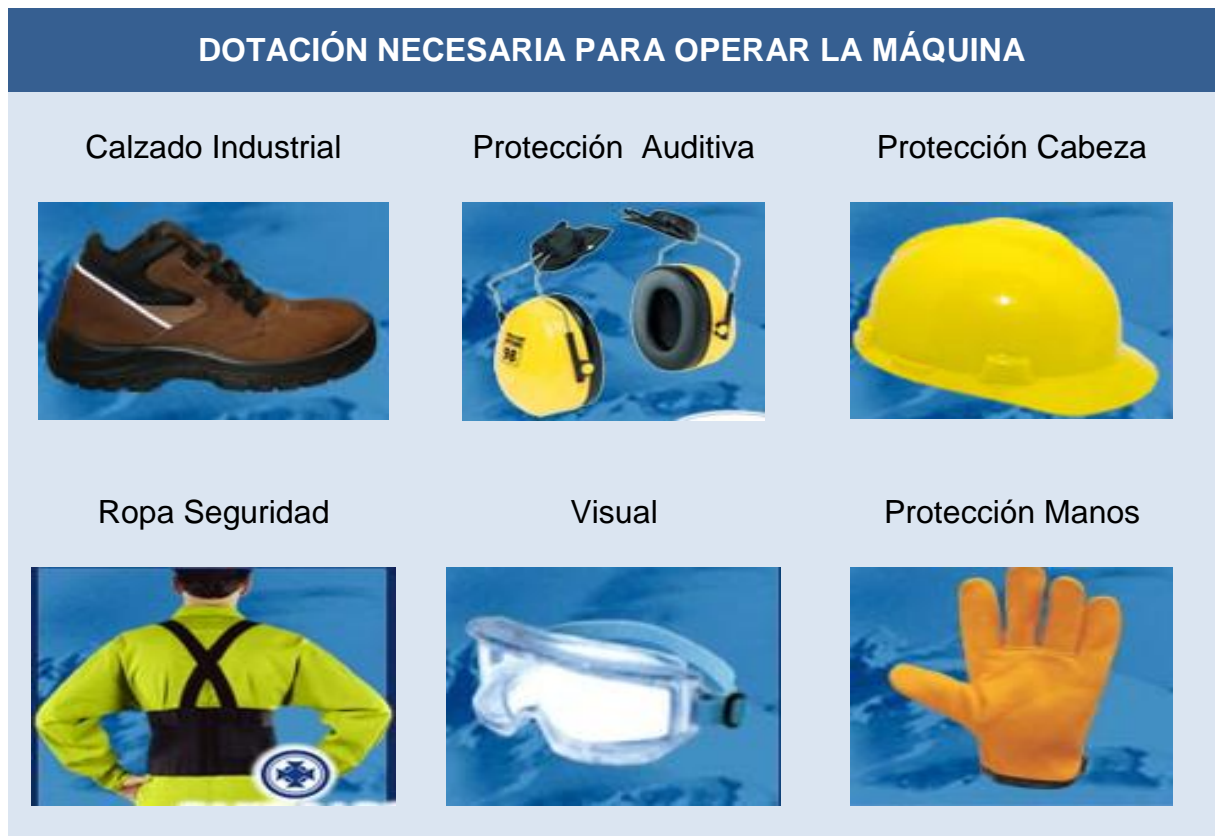 DOTACIÓN NECESARIA PARA OPERAR LA MÁQUINA
Calzado Industrial
Protección Auditiva
Protección Cabeza
Ropa Seguridad
Visual
Protección Manos